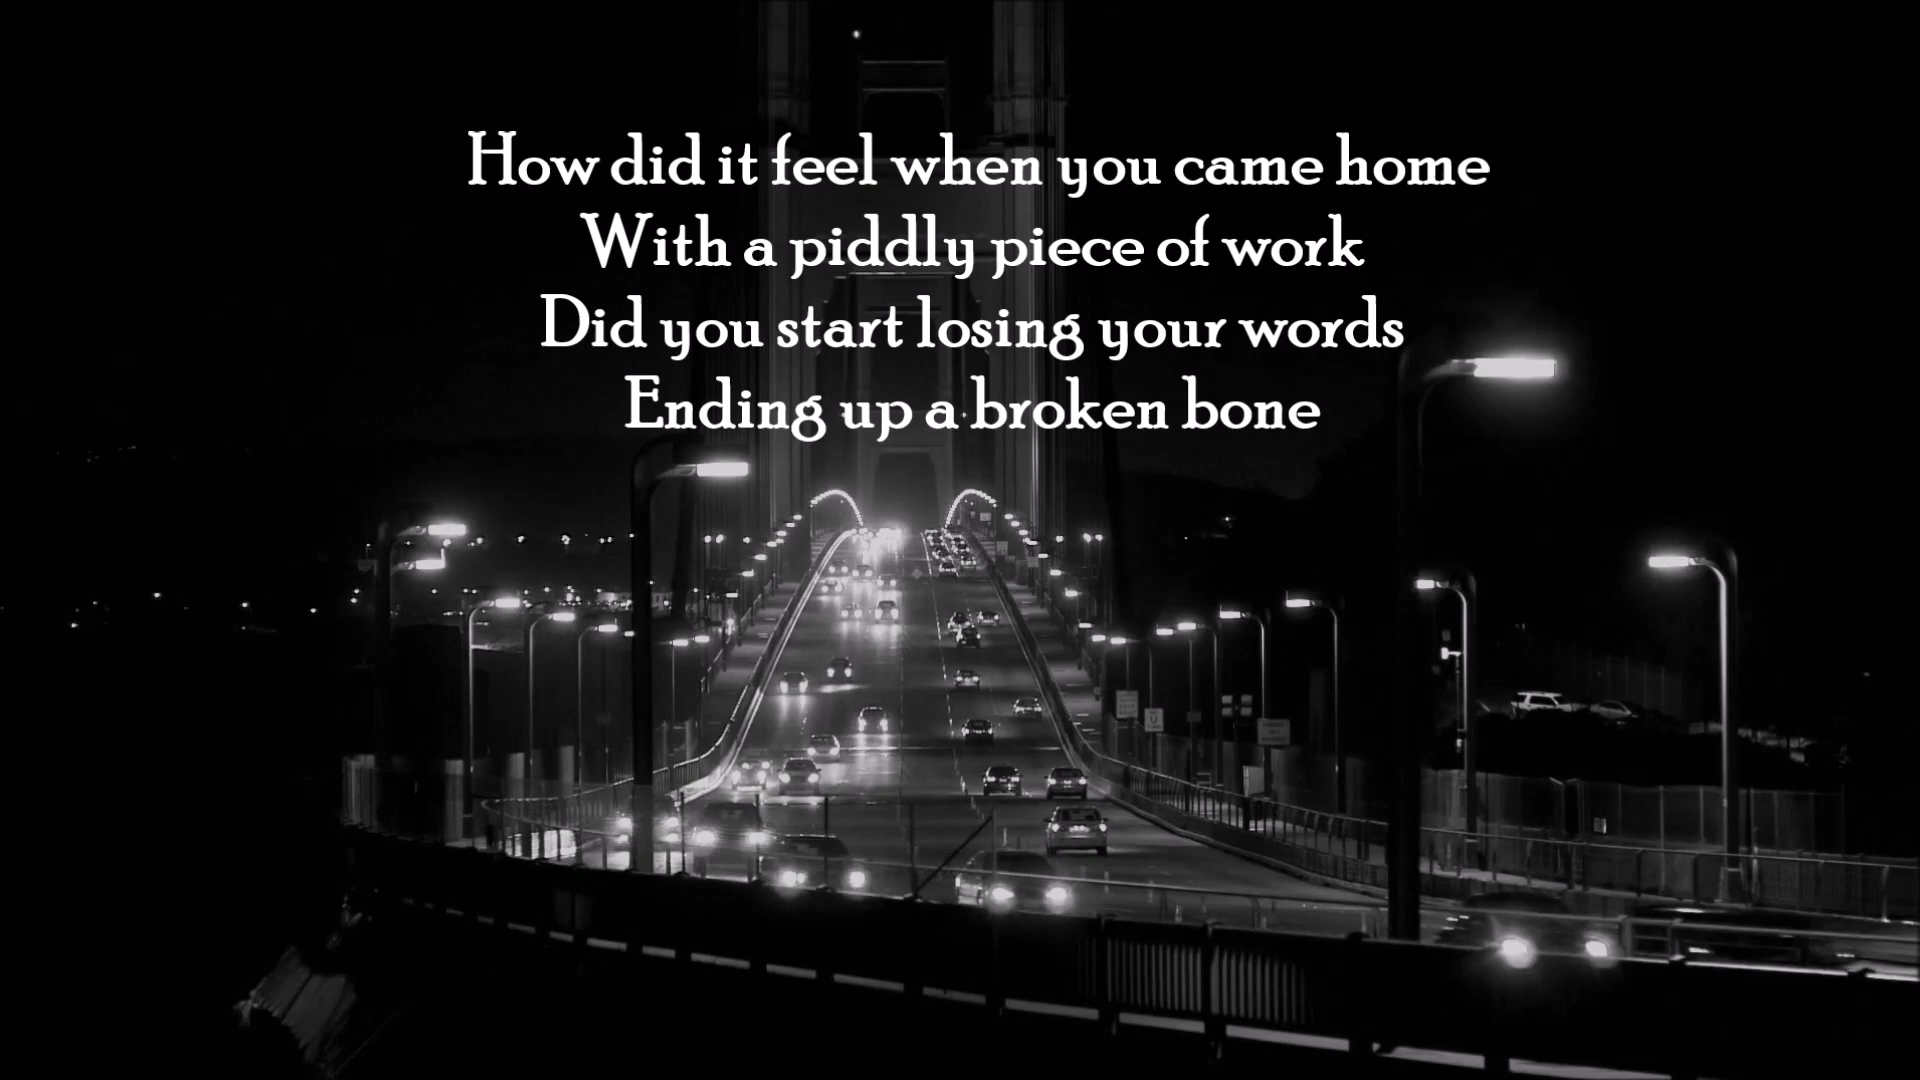 How did it feel when you came home
With a piddly piece of work
Did you start losing your words
Ending up a broken bone